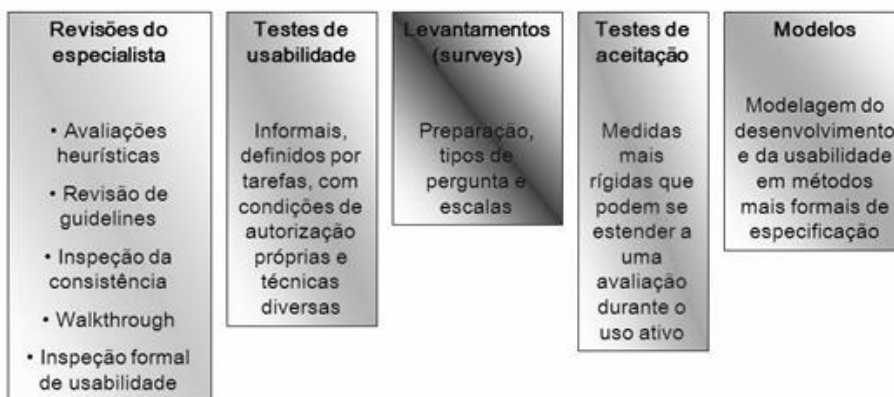 Revisões do
especialista
• Avaliações
heurísticas
• Revisão de
guidelines
• Inspeção da
consistência
• Walkthrough
• Inspeção formal
de usabilidade
Testes de
usabilidade
Informais,
definidos por
tarefas, com
condições de
autorização
próprias e
técnicas
diversas
Levantamentos
(surveys)
Preparação,
tipos de
pergunta e
escalas
Testes de
aceitação
Medidas
mais
rígidas que
podem se
estender a
uma
avaliação
durante o
uso ativo
Modelos
Modelagem do
desenvolvimento
e da usabilidade
em métodos
mais formais de
especificação